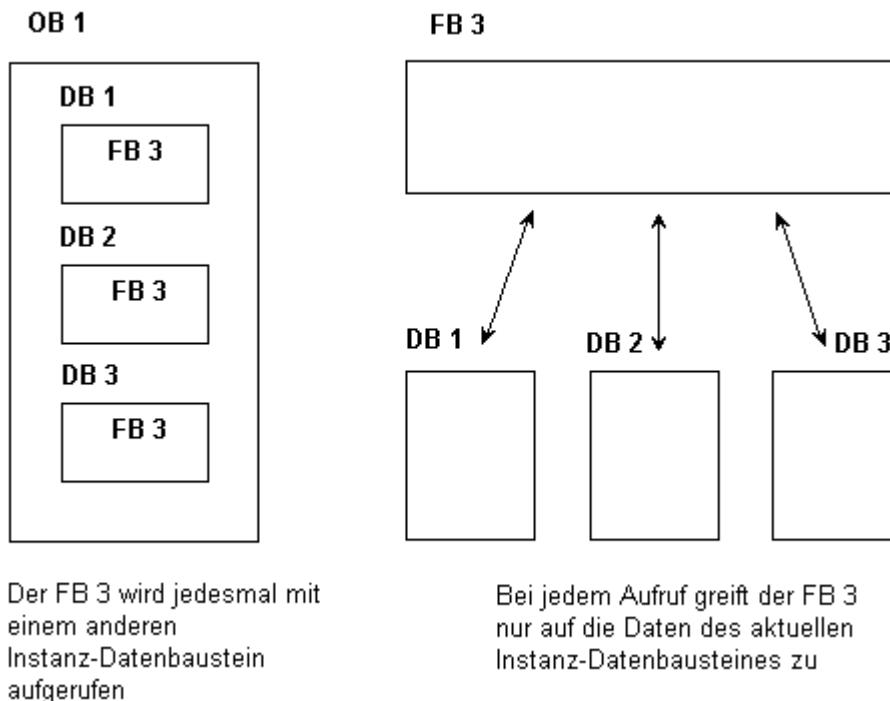 OB 1
DB 1
FB 3
DB 2
FB 3
DB 3
FB 3
Der FB 3 wird jedesmal mit
einem anderen
Instanz-Datenbaustein
aufgerufen
FB 3
DB 1
DB 2
DB 3
Bei jedem Aufruf greift der FB 3
nur auf die Daten des aktuellen
Instanz-Datenbausteines zu